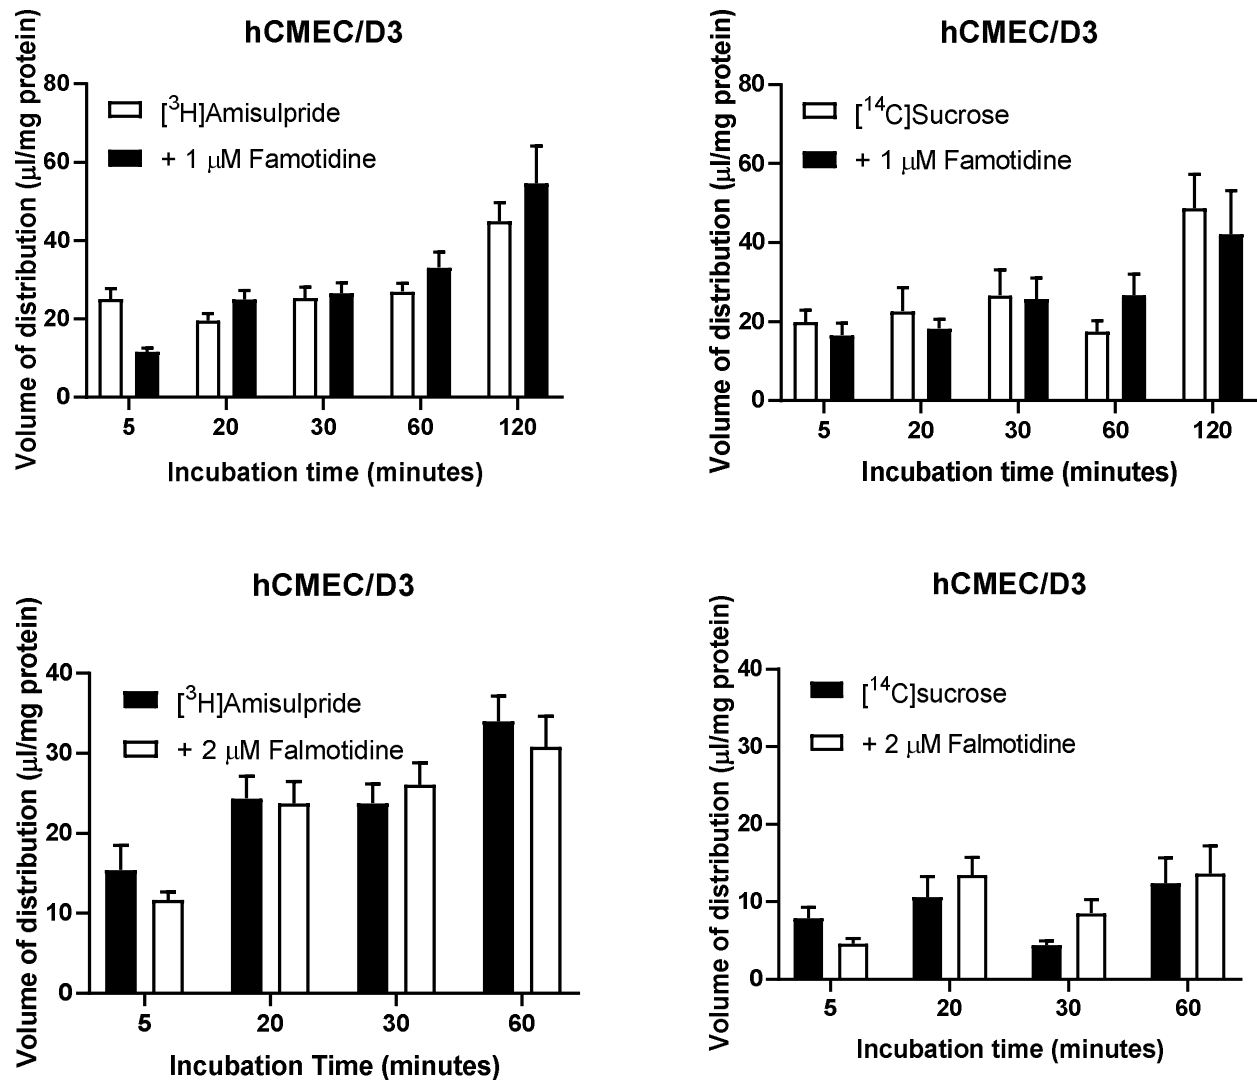 hCMEC/D3
Volume of distribution (μl/mg protein)
80
60
40
20
0
[³H]Amisulpride
+ 1 μM Famotidine
5 20 30 60 120
Incubation time (minutes)
hCMEC/D3
Volume of distribution (μl/mg protein)
80
60
40
20
0
[¹⁴C]Sucrose
+ 1 μM Famotidine
5 20 30 60 120
Incubation time (minutes)
hCMEC/D3
Volume of distribution (μl/mg protein)
40
30
20
10
0
[³H]Amisulpride
+ 2 μM Falmotidine
5 20 30 60
Incubation Time (minutes)
hCMEC/D3
Volume of distribution (μl/mg protein)
40
30
20
10
0
[¹⁴C]sucrose
+ 2 μM Falmotidine
5 20 30 60
Incubation time (minutes)